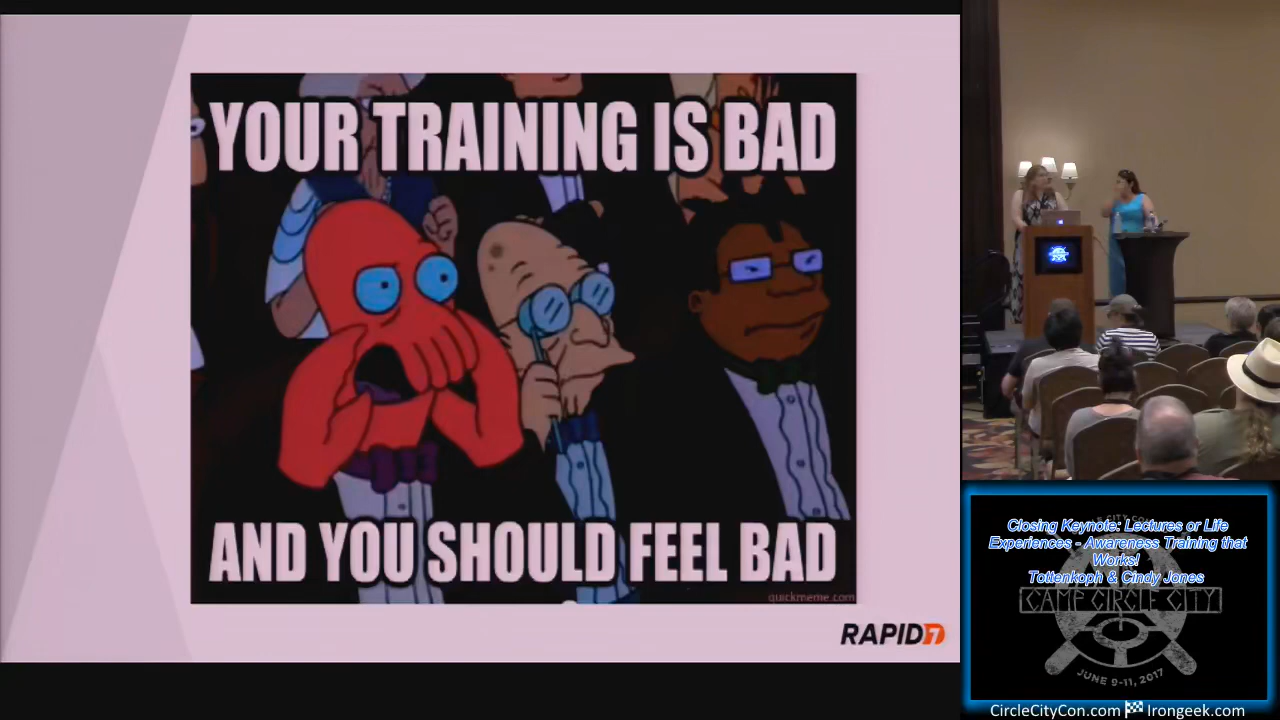 YOUR TRAINING IS BAD
AND YOU SHOULD FEEL BAD
quickmeme.com
RAPID7
Closing Keynote: Lectures or Life
Experiences - Awareness Training that
Works!
Tottenkoph & Cindy Jones
CAMP CIRCLE CITY
JUNE 9-11, 2017
CircleCityCon.com Irongeek.com